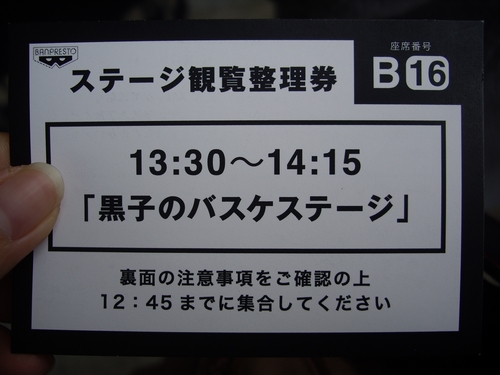 BANPRESTO
座席番号
ステージ観覧整理券
B 16
13:30〜14:15
「黒子のバスケステージ」
裏面の注意事項をご確認の上
12：45までに集合してください